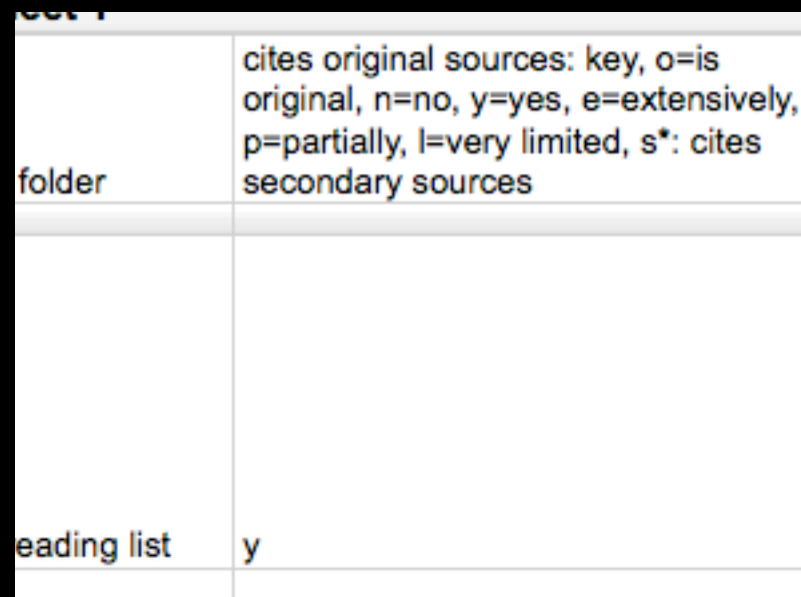 cites original sources: key, o=is
original, n=no, y=yes, e=extensively,
p=partially, l=very limited, s*: cites
folder secondary sources
eading list y